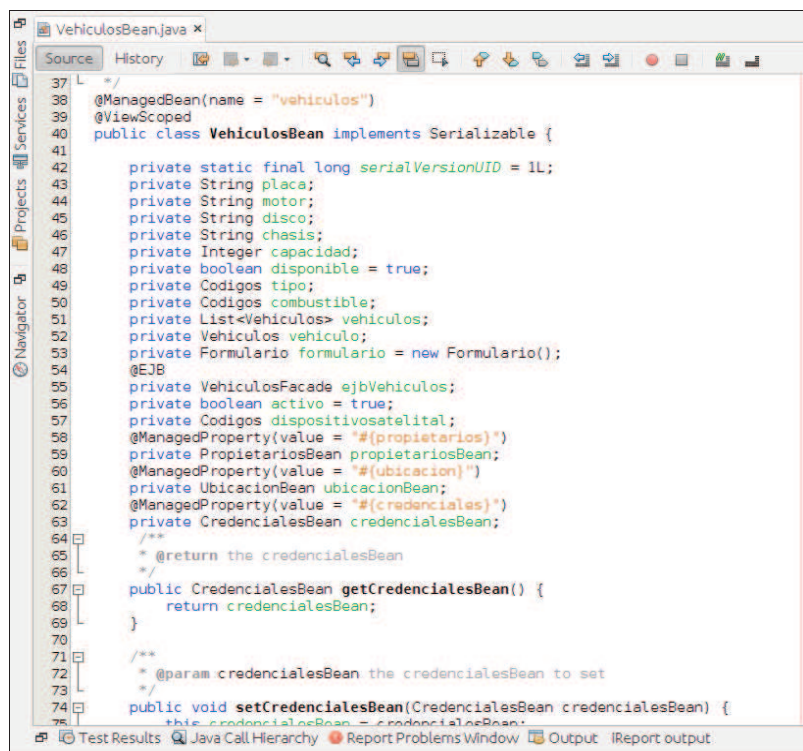 VehiculosBean.java ×
Source History
Files
Services
Projects
Navigator
37 */
38 @ManagedBean(name = "vehiculos")
39 @ViewScoped
40 public class VehiculosBean implements Serializable {
41
42 private static final long serialVersionUID = 1L;
43 private String placa;
44 private String motor;
45 private String disco;
46 private String chasis;
47 private Integer capacidad;
48 private boolean disponible = true;
49 private Codigos tipo;
50 private Codigos combustible;
51 private List<Vehiculos> vehiculos;
52 private Vehiculos vehiculo;
53 private Formulario formulario = new Formulario();
54 @EJB
55 private VehiculosFacade ejbVehiculos;
56 private boolean activo = true;
57 private Codigos dispositivosatelital;
58 @ManagedProperty(value = "#{propietarios}")
59 private PropietariosBean propietariosBean;
60 @ManagedProperty(value = "#{ubicacion}")
61 private UbicacionBean ubicacionBean;
62 @ManagedProperty(value = "#{credenciales}")
63 private CredencialesBean credencialesBean;
64 /**
65 * @return the credencialesBean
66 */
67 public CredencialesBean getCredencialesBean() {
68 return credencialesBean;
69 }
70
71 /**
72 * @param credencialesBean the credencialesBean to set
73 */
74 public void setCredencialesBean(CredencialesBean credencialesBean) {
75 this.credencialesBean = credencialesBean;
Test Results Java Call Hierarchy Report Problems Window Output IReport output